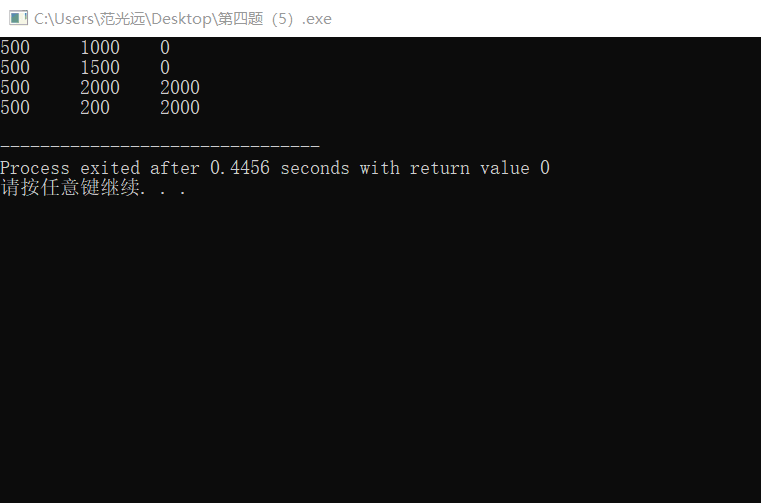 C:\Users\范光远\Desktop\第四题（5）.exe
500 1000 0
500 1500 0
500 2000 2000
500 200 2000
--------------------------------
Process exited after 0.4456 seconds with return value 0
请按任意键继续. . .